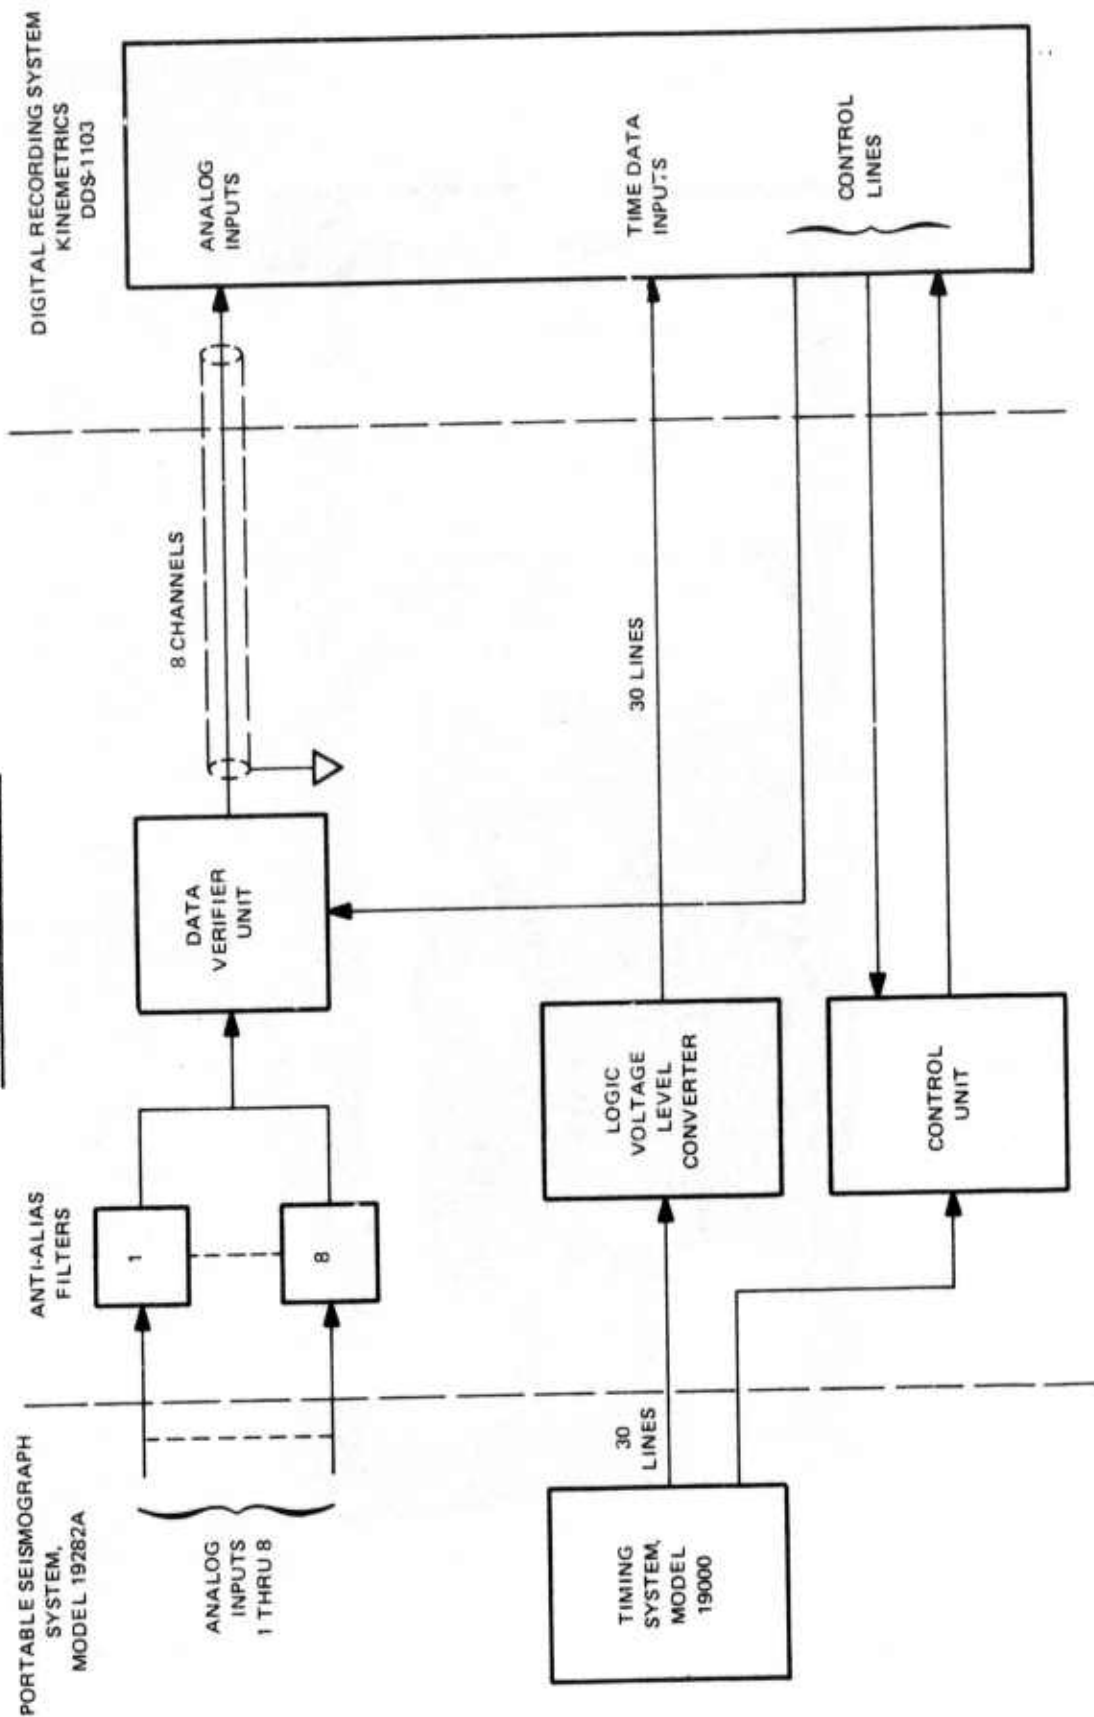 PORTABLE SEISMOGRAPH
SYSTEM,
MODEL 19282A
ANTI-ALIAS
FILTERS
DIGITAL RECORDING SYSTEM
KINEMETRICS
DDS-1103
ANALOG
INPUTS
1 THRU 8
1
8
DATA
VERIFIER
UNIT
8 CHANNELS
ANALOG
INPUTS
TIMING
SYSTEM,
MODEL
19000
30
LINES
LOGIC
VOLTAGE
LEVEL
CONVERTER
30 LINES
TIME DATA
INPUTS
CONTROL
UNIT
CONTROL
LINES